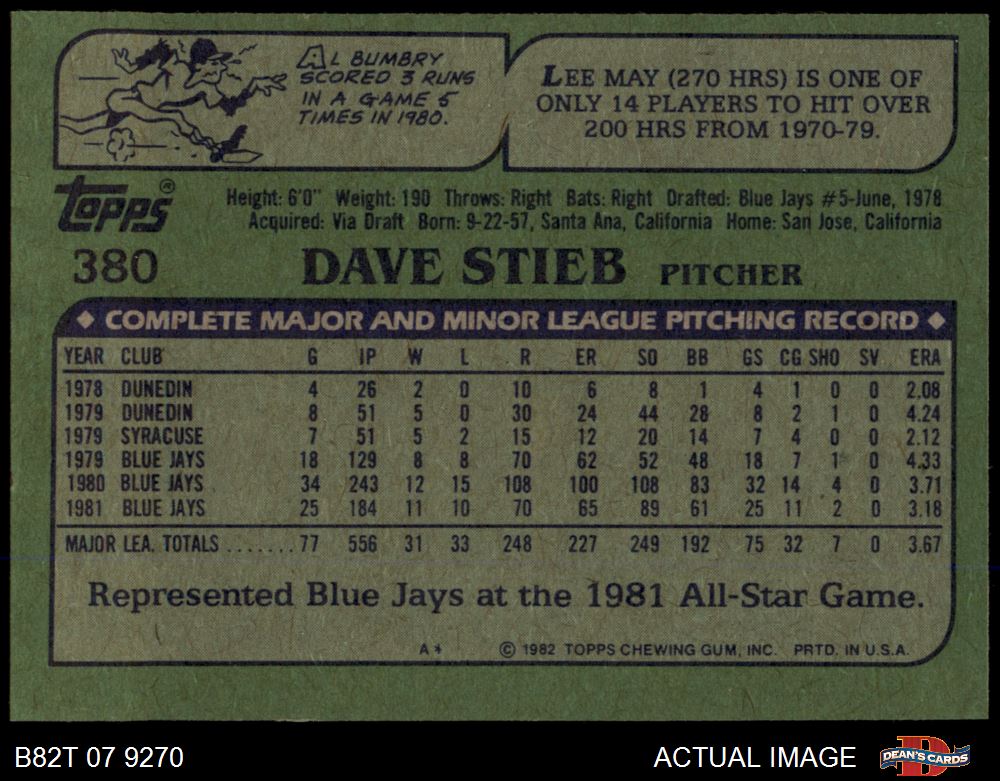 AL BUMBRY
SCORED 3 RUNS
IN A GAME 5
TIMES IN 1980.
LEE MAY (270 HRS) IS ONE OF
ONLY 14 PLAYERS TO HIT OVER
200 HRS FROM 1970-79.
Topps®
Height: 6'0" Weight: 190 Throws: Right Bats: Right Drafted: Blue Jays #5-June, 1978
Acquired: Via Draft Born: 9-22-57, Santa Ana, California Home: San Jose, California
380 DAVE STIEB PITCHER
◆ COMPLETE MAJOR AND MINOR LEAGUE PITCHING RECORD ◆
YEAR CLUB G IP W L R ER SO BB GS CG SHO SV ERA
1978 DUNEDIN 4 26 2 0 10 6 8 1 4 1 0 0 2.08
1979 DUNEDIN 8 51 5 0 30 24 44 28 8 2 1 0 4.24
1979 SYRACUSE 7 51 5 2 15 12 20 14 7 4 0 0 2.12
1979 BLUE JAYS 18 129 8 8 70 62 52 48 18 7 1 0 4.33
1980 BLUE JAYS 34 243 12 15 108 100 108 83 32 14 4 0 3.71
1981 BLUE JAYS 25 184 11 10 70 65 89 61 25 11 2 0 3.18
MAJOR LEA. TOTALS ....... 77 556 31 33 248 227 249 192 75 32 7 0 3.67
Represented Blue Jays at the 1981 All-Star Game.
A* © 1982 TOPPS CHEWING GUM, INC. PRTD. IN U.S.A.
B82T 07 9270 ACTUAL IMAGE DEAN'S CARDS